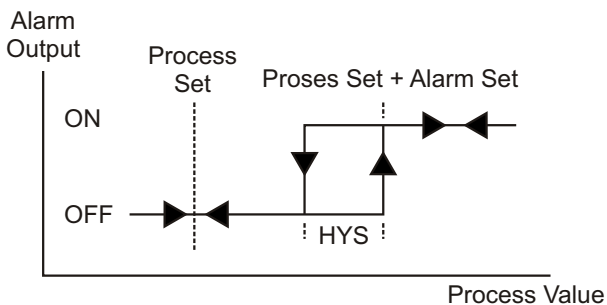 Alarm
Output
Process
Set
Proses Set + Alarm Set
ON
OFF
HYS
Process Value